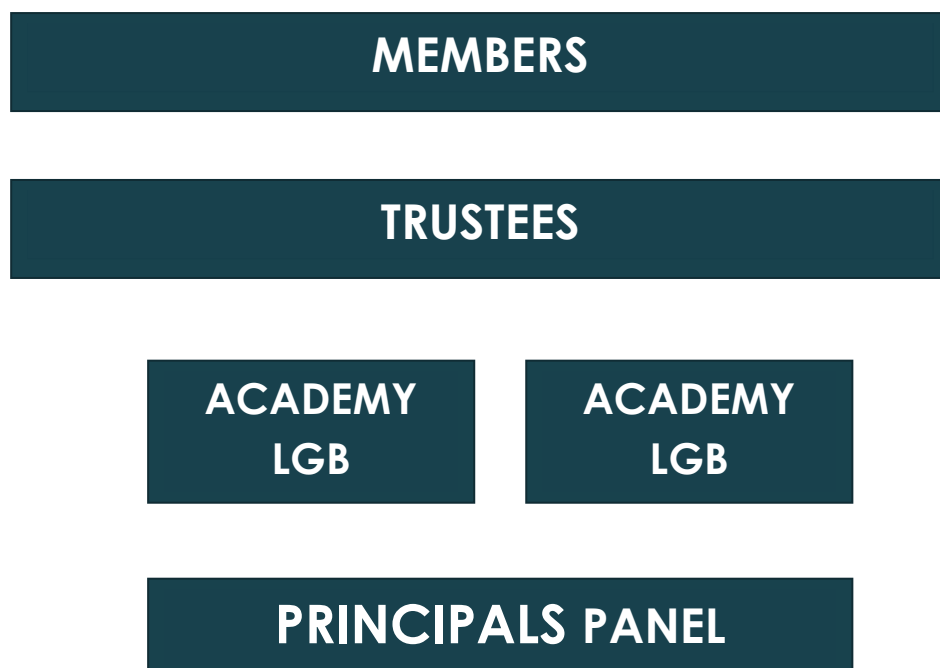 MEMBERS
TRUSTEES
ACADEMY
LGB
ACADEMY
LGB
PRINCIPALS PANEL